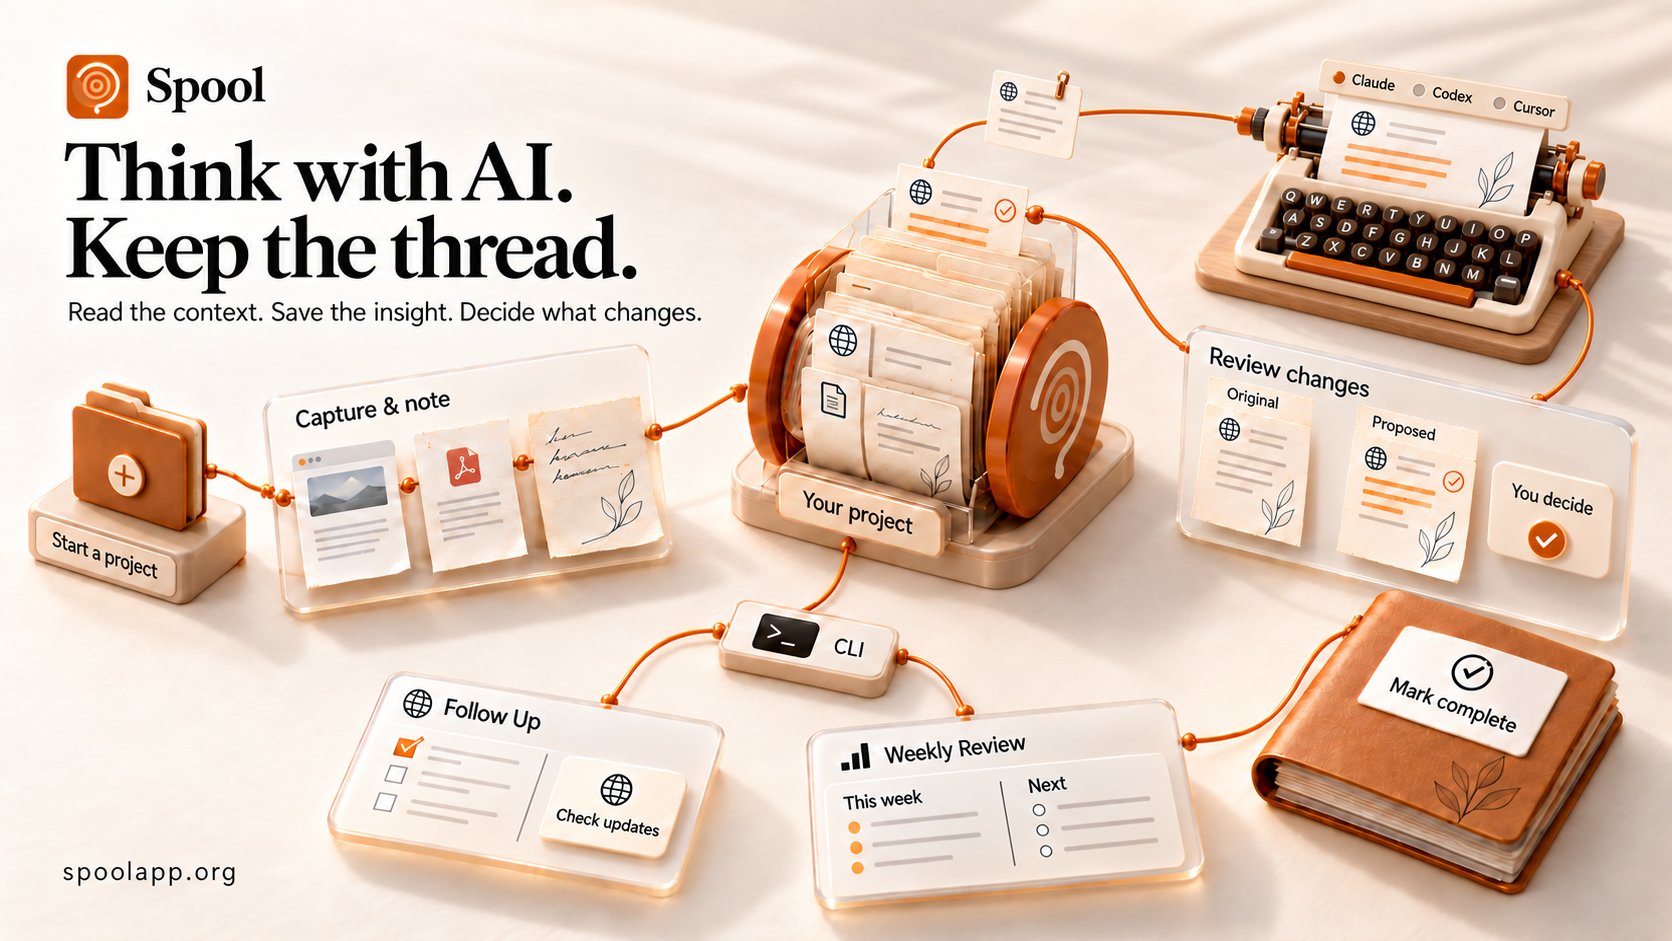 Spool
Think with AI.
Keep the thread.
Read the context. Save the insight. Decide what changes.
Start a project
Capture & note
Your project
Claude
Codex
Cursor
Q W E R T Y U I O P
A S D F G H J K L
Z X C V B N M
Review changes
Original
Proposed
You decide
>_
CLI
Follow Up
Check updates
Weekly Review
This week
Next
Mark complete
spoolapp.org